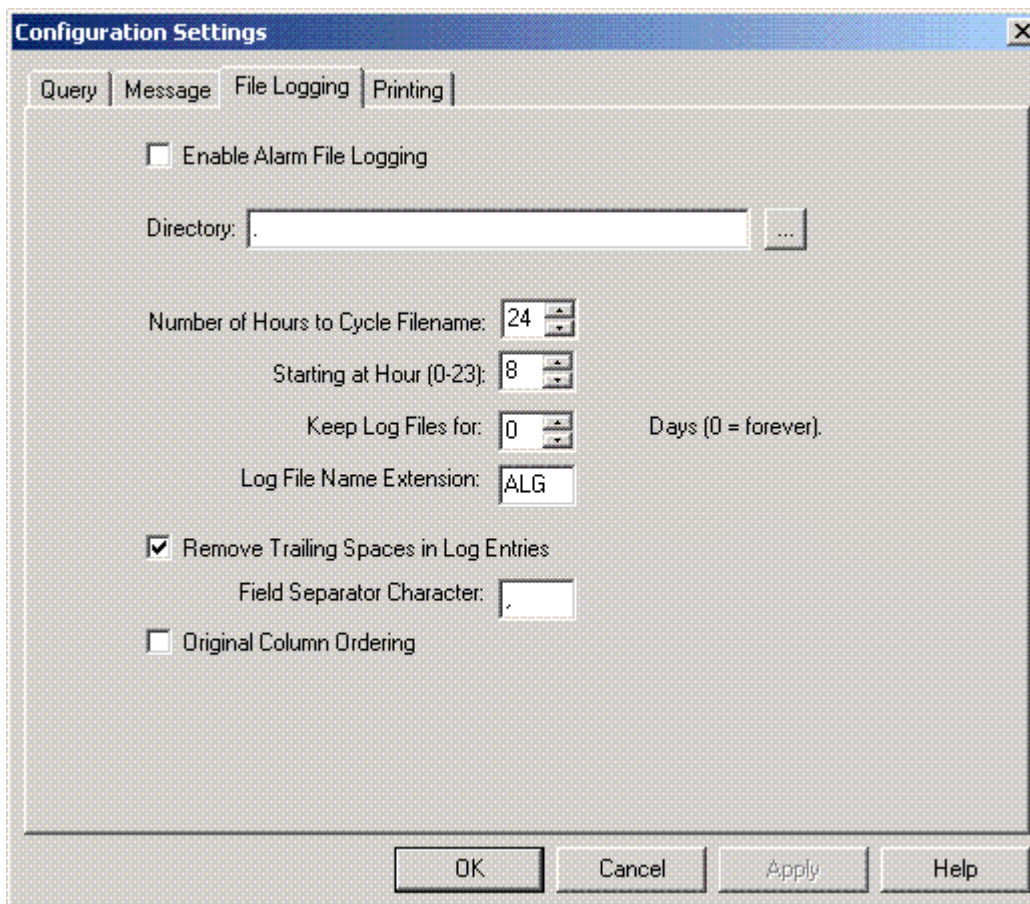 Configuration Settings
Query Message File Logging Printing
Enable Alarm File Logging
Directory: . ...
Number of Hours to Cycle Filename: 24
Starting at Hour (0-23): 8
Keep Log Files for: 0 Days (0 = forever).
Log File Name Extension: ALG
Remove Trailing Spaces in Log Entries
Field Separator Character: ,
Original Column Ordering
OK Cancel Apply Help